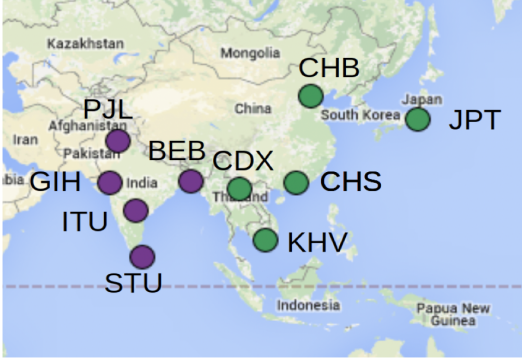 Kazakhstan
Mongolia
CHB
China
Japan
South Korea
JPT
PJL
Afghanistan
Iran
Pakistan
BEB
CDX
GIH
India
CHS
Thailand
ITU
KHV
STU
Indonesia
Papua New
Guinea